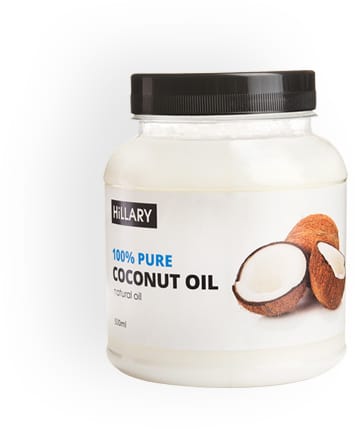 HiLLARY
100% PURE
COCONUT OIL
natural oil
500ml